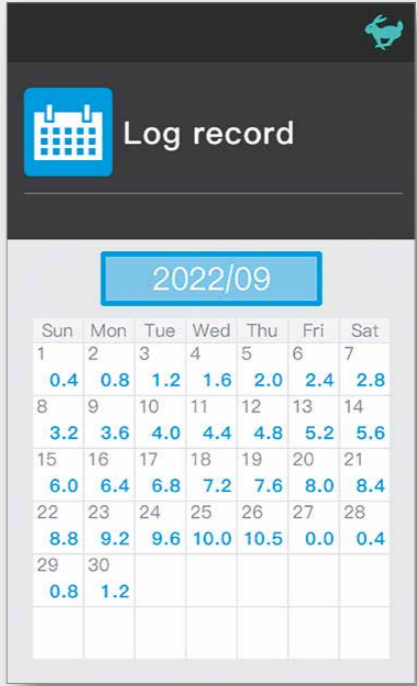 Log record
2022/09
Sun Mon Tue Wed Thu Fri Sat
1 2 3 4 5 6 7
0.4 0.8 1.2 1.6 2.0 2.4 2.8
8 9 10 11 12 13 14
3.2 3.6 4.0 4.4 4.8 5.2 5.6
15 16 17 18 19 20 21
6.0 6.4 6.8 7.2 7.6 8.0 8.4
22 23 24 25 26 27 28
8.8 9.2 9.6 10.0 10.5 0.0 0.4
29 30
0.8 1.2